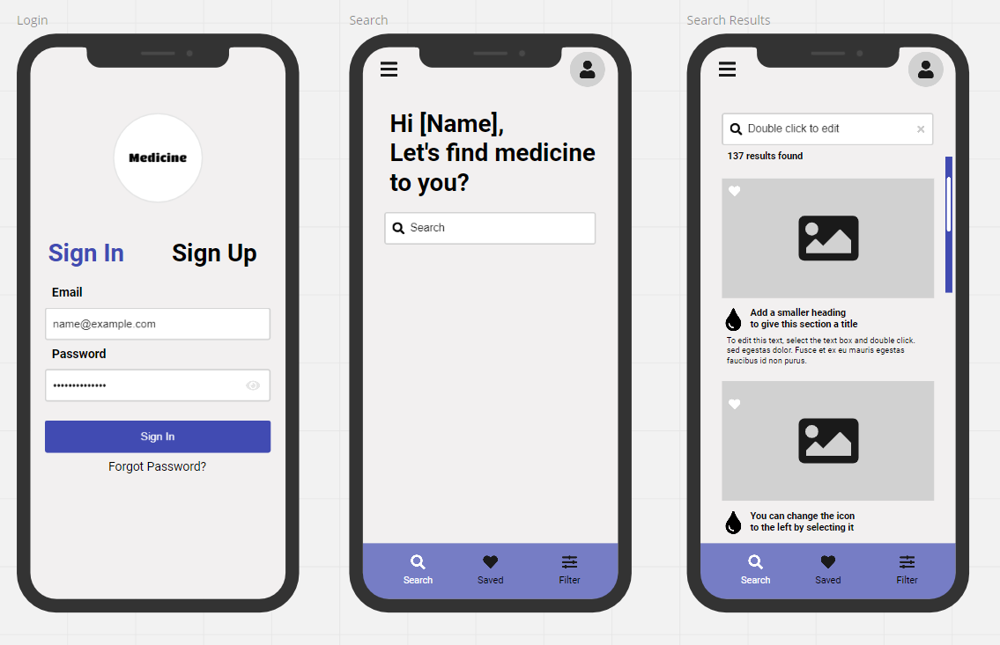 Login
Medicine
Sign In
Sign Up
Email
name@example.com
Password
••••••••••••••
Sign In
Forgot Password?
Search
Hi [Name],
Let's find medicine
to you?
Search
Search
Saved
Filter
Search Results
Double click to edit
137 results found
Add a smaller heading
to give this section a title
To edit this text, select the text box and double click.
sed egestas dolor. Fusce et ex eu mauris egestas
faucibus id non purus.
You can change the icon
to the left by selecting it
Search
Saved
Filter